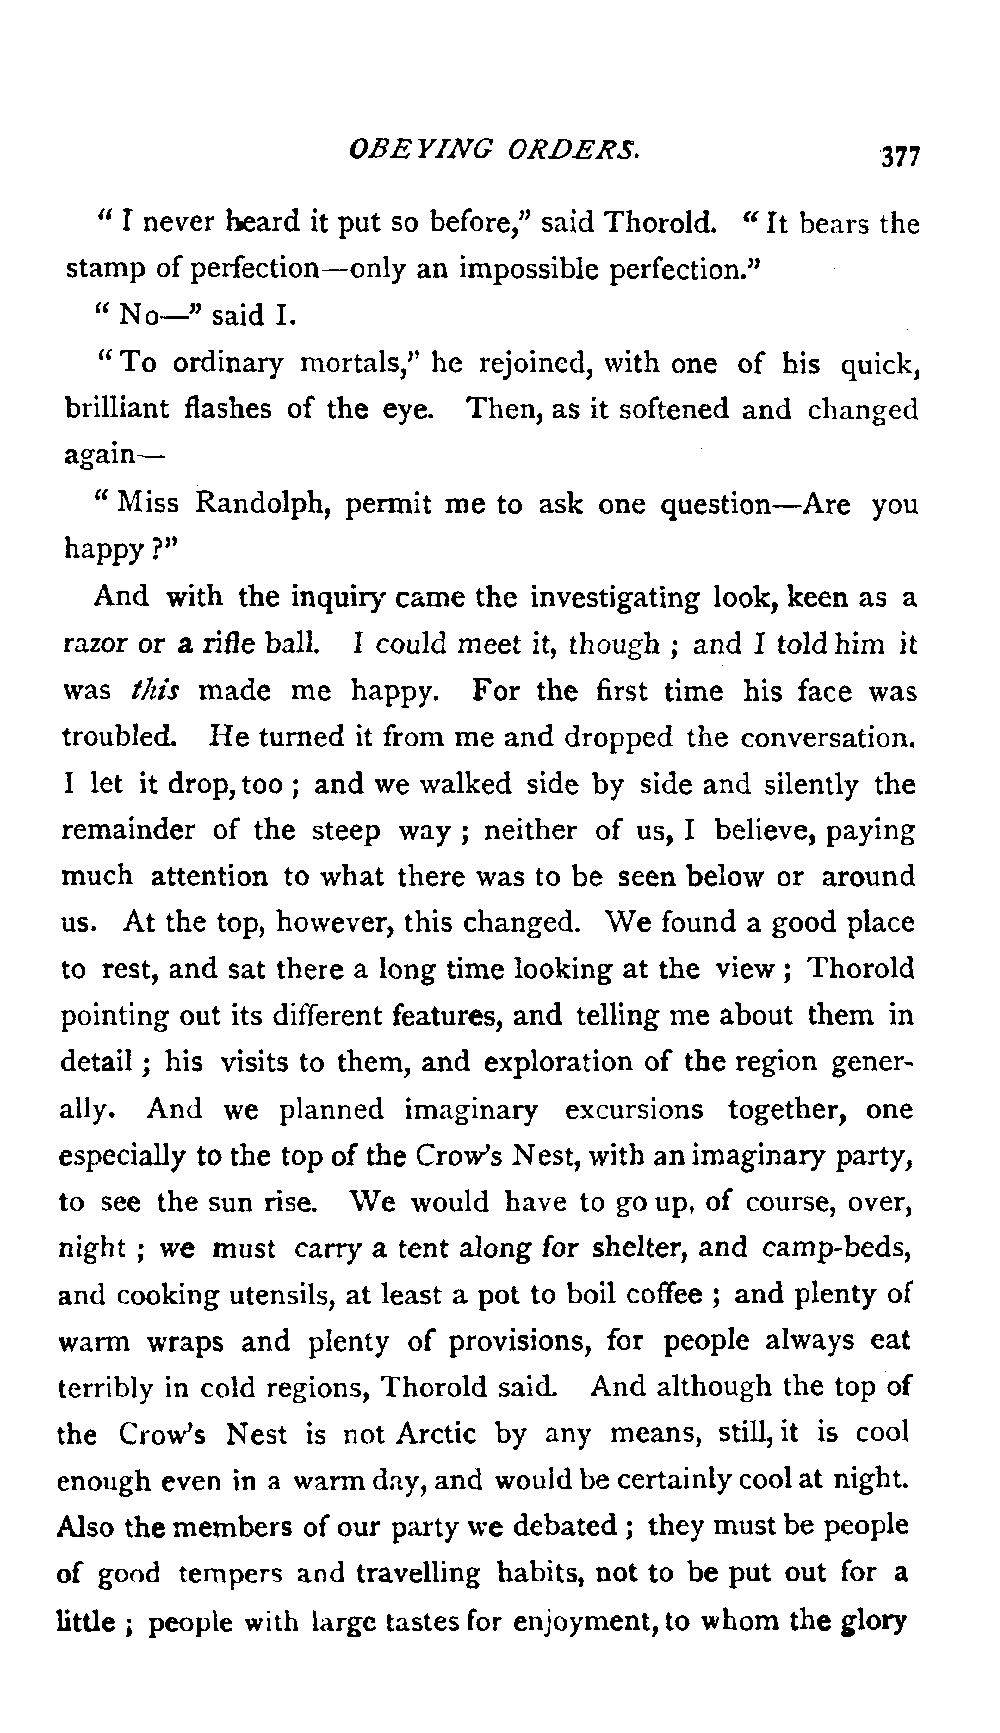 OBEYING ORDERS.
377
“ I never heard it put so before,” said Thorold. “ It bears the
stamp of perfection—only an impossible perfection.”
“ No—” said I.
“ To ordinary mortals,” he rejoined, with one of his quick,
brilliant flashes of the eye. Then, as it softened and changed
again—
“ Miss Randolph, permit me to ask one question—Are you
happy ?”
And with the inquiry came the investigating look, keen as a
razor or a rifle ball. I could meet it, though ; and I told him it
was this made me happy. For the first time his face was
troubled. He turned it from me and dropped the conversation.
I let it drop, too ; and we walked side by side and silently the
remainder of the steep way ; neither of us, I believe, paying
much attention to what there was to be seen below or around
us. At the top, however, this changed. We found a good place
to rest, and sat there a long time looking at the view ; Thorold
pointing out its different features, and telling me about them in
detail ; his visits to them, and exploration of the region gener-
ally. And we planned imaginary excursions together, one
especially to the top of the Crow’s Nest, with an imaginary party,
to see the sun rise. We would have to go up, of course, over,
night ; we must carry a tent along for shelter, and camp-beds,
and cooking utensils, at least a pot to boil coffee ; and plenty of
warm wraps and plenty of provisions, for people always eat
terribly in cold regions, Thorold said. And although the top of
the Crow’s Nest is not Arctic by any means, still, it is cool
enough even in a warm day, and would be certainly cool at night.
Also the members of our party we debated ; they must be people
of good tempers and travelling habits, not to be put out for a
little ; people with large tastes for enjoyment, to whom the glory